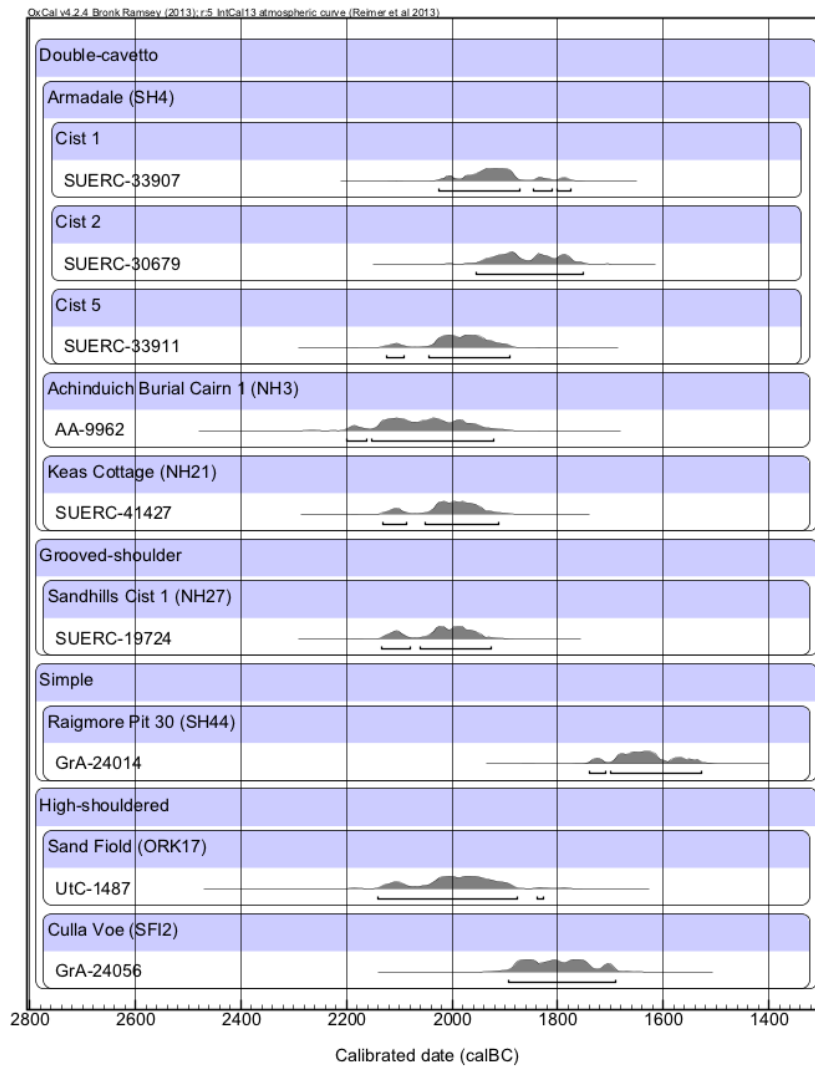 OxCal v4.2.4 Bronk Ramsey (2013); r:5 IntCal13 atmospheric curve (Reimer et al 2013)
Double-cavetto
Armadale (SH4)
Cist 1
SUERC-33907
Cist 2
SUERC-30679
Cist 5
SUERC-33911
Achinduich Burial Cairn 1 (NH3)
AA-9962
Keas Cottage (NH21)
SUERC-41427
Grooved-shoulder
Sandhills Cist 1 (NH27)
SUERC-19724
Simple
Raigmore Pit 30 (SH44)
GrA-24014
High-shouldered
Sand Fiold (ORK17)
UtC-1487
Culla Voe (SFI2)
GrA-24056
2800 2600 2400 2200 2000 1800 1600 1400
Calibrated date (calBC)